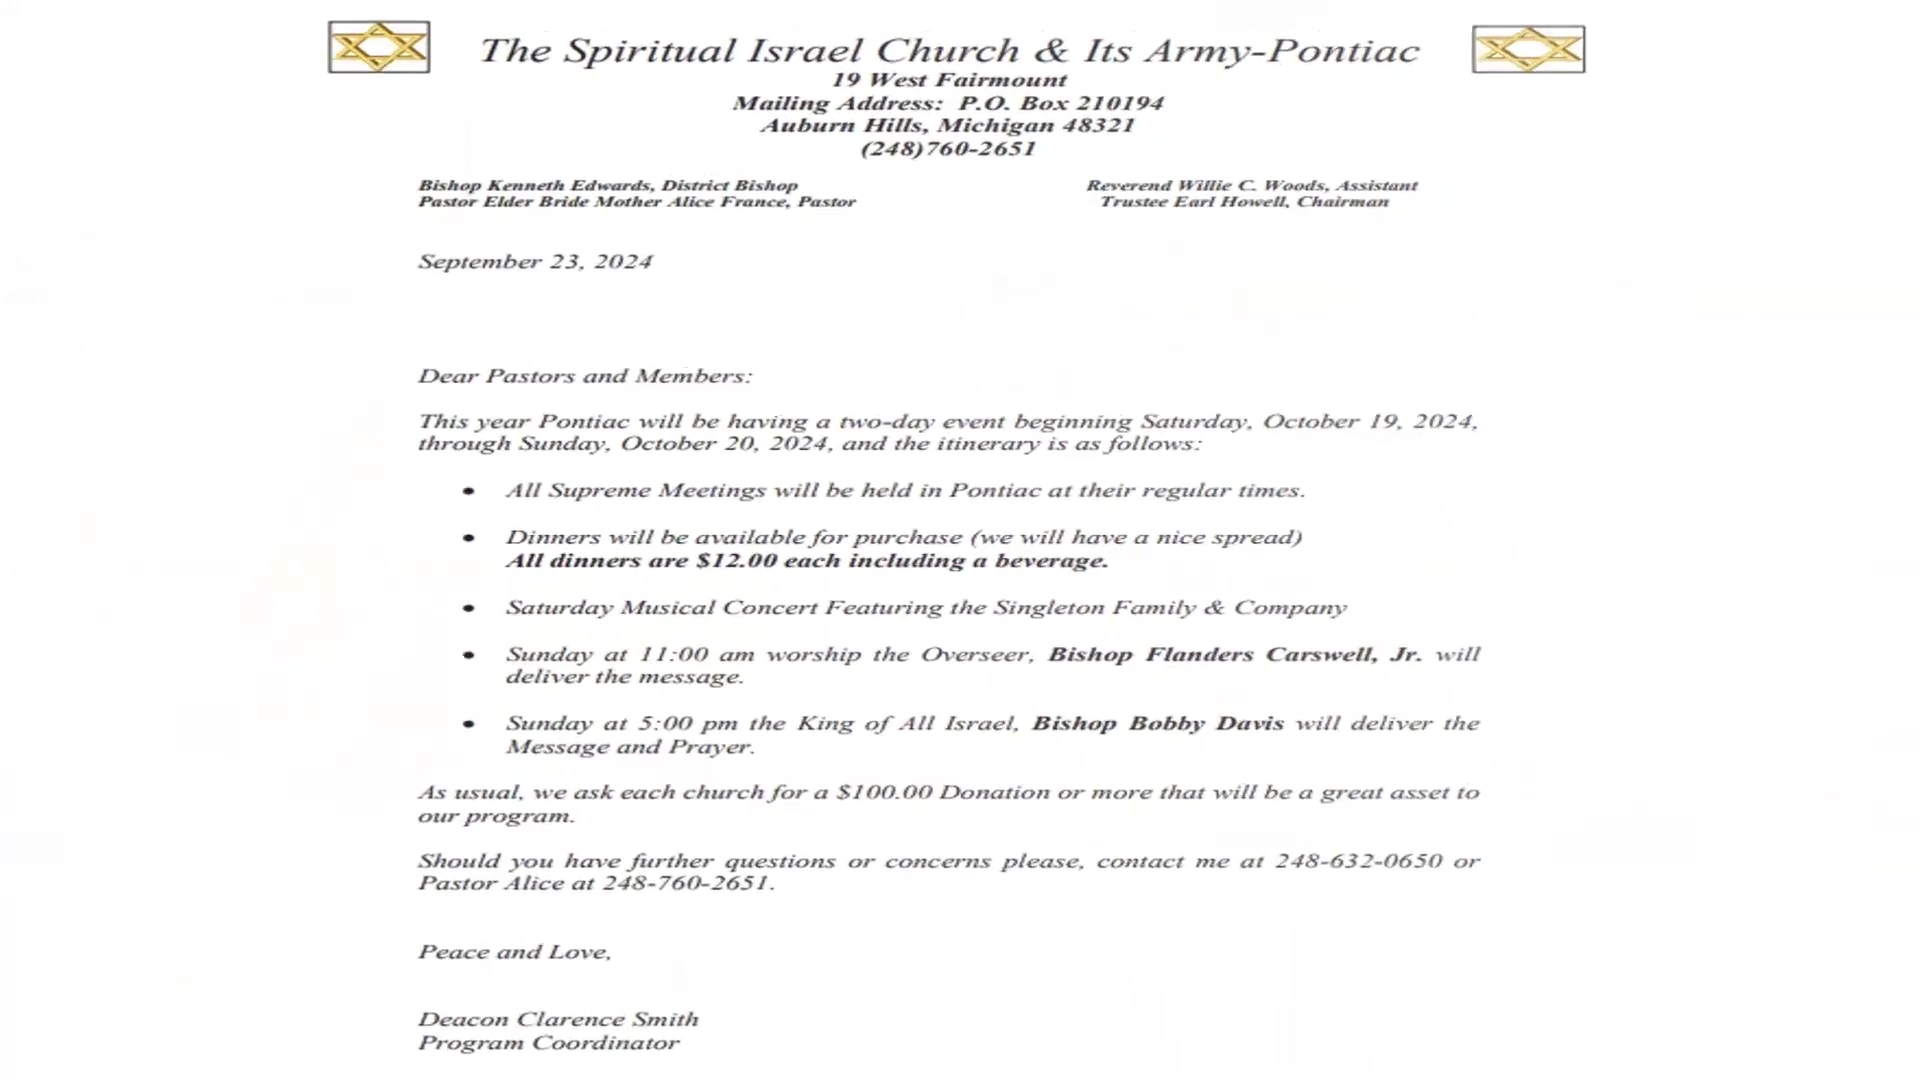 The Spiritual Israel Church & Its Army-Pontiac
19 West Fairmount
Mailing Address: P.O. Box 210194
Auburn Hills, Michigan 48321
(248)760-2651
Bishop Kenneth Edwards, District Bishop
Pastor Elder Bride Mother Alice France, Pastor
Reverend Willie C. Woods, Assistant
Trustee Earl Howell, Chairman
September 23, 2024
Dear Pastors and Members:
This year Pontiac will be having a two-day event beginning Saturday, October 19, 2024,
through Sunday, October 20, 2024, and the itinerary is as follows:
• All Supreme Meetings will be held in Pontiac at their regular times.
• Dinners will be available for purchase (we will have a nice spread)
All dinners are $12.00 each including a beverage.
• Saturday Musical Concert Featuring the Singleton Family & Company
• Sunday at 11:00 am worship the Overseer, Bishop Flanders Carswell, Jr. will
deliver the message.
• Sunday at 5:00 pm the King of All Israel, Bishop Bobby Davis will deliver the
Message and Prayer.
As usual, we ask each church for a $100.00 Donation or more that will be a great asset to
our program.
Should you have further questions or concerns please, contact me at 248-632-0650 or
Pastor Alice at 248-760-2651.
Peace and Love,
Deacon Clarence Smith
Program Coordinator